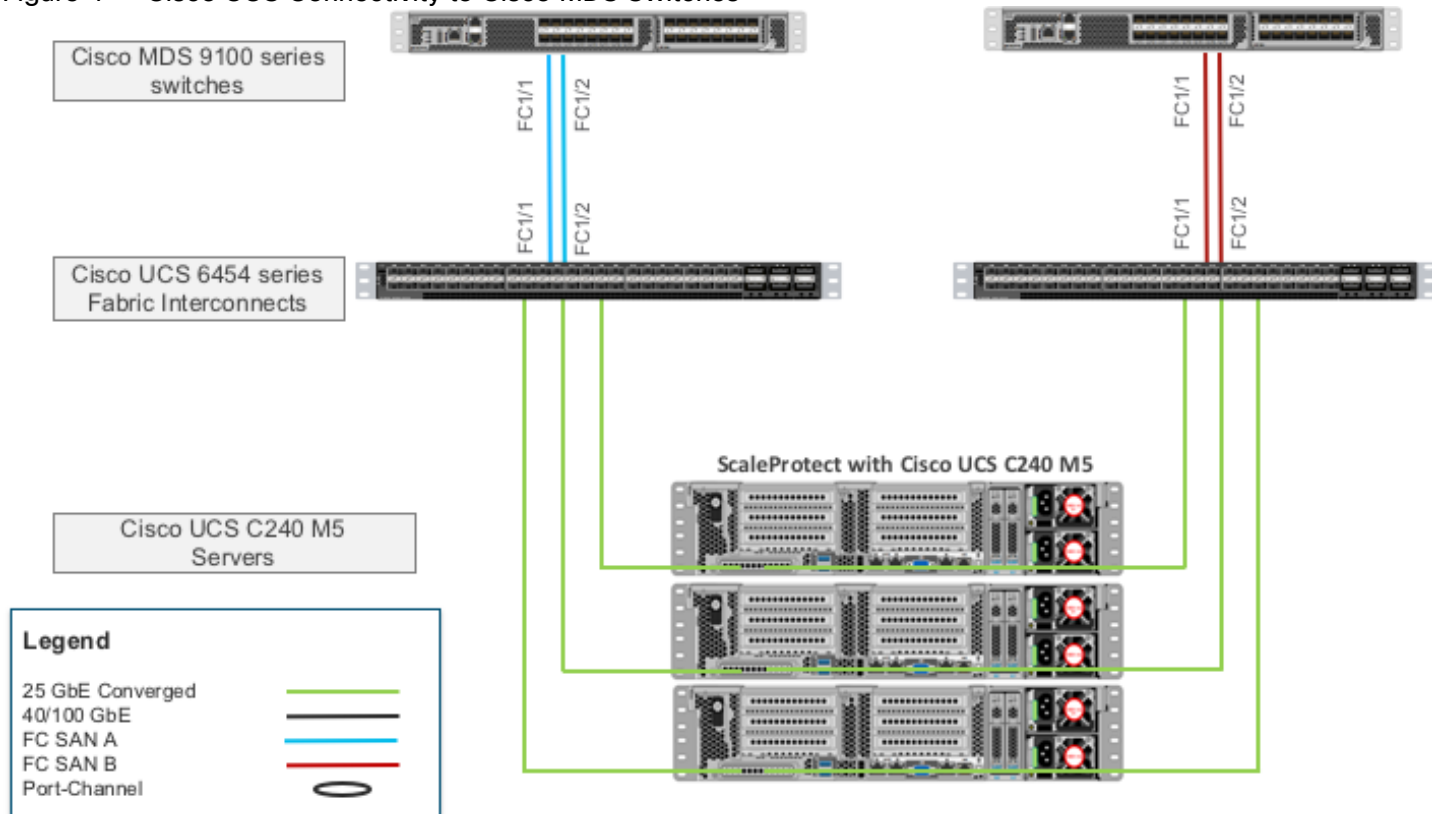 Cisco MDS 9100 series
switches
FC1/1
FC1/2
FC1/1
FC1/2
FC1/1
FC1/2
FC1/1
FC1/2
Cisco UCS 6454 series
Fabric Interconnects
ScaleProtect with Cisco UCS C240 M5
Cisco UCS C240 M5
Servers
Legend
25 GbE Converged
40/100 GbE
FC SAN A
FC SAN B
Port-Channel